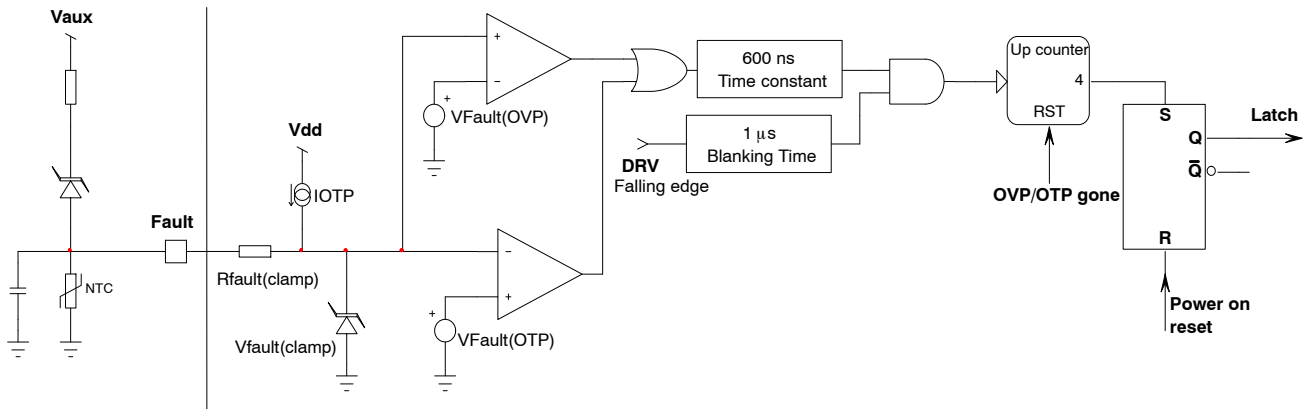 Vaux
Fault
NTC
Rfault(clamp)
Vdd
IOTP
Vfault(clamp)
+
−
+
VFault(OVP)
−
+
+
VFault(OTP)
600 ns
Time constant
1 μs
Blanking Time
DRV
Falling edge
Up counter
4
RST
OVP/OTP gone
S
Q
Q̅
R
Latch
Power on
reset